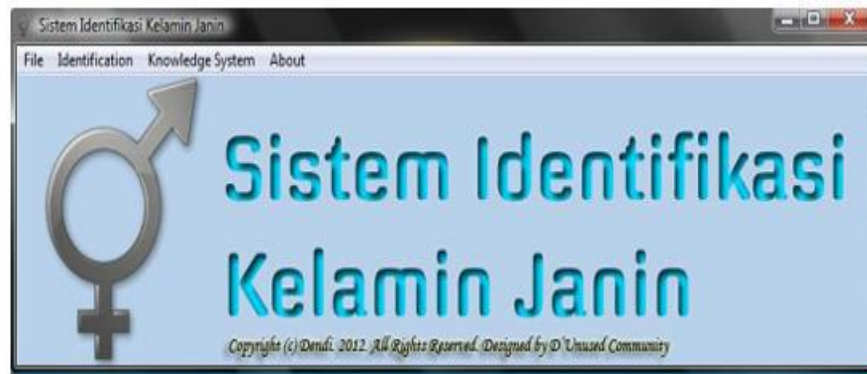 Sistem Identifikasi Kelamin Janin
File Identification Knowledge System About
Sistem Identifikasi
Kelamin Janin
Copyright (c) Dendi. 2012. All Rights Reserved. Designed by D'Unused Community